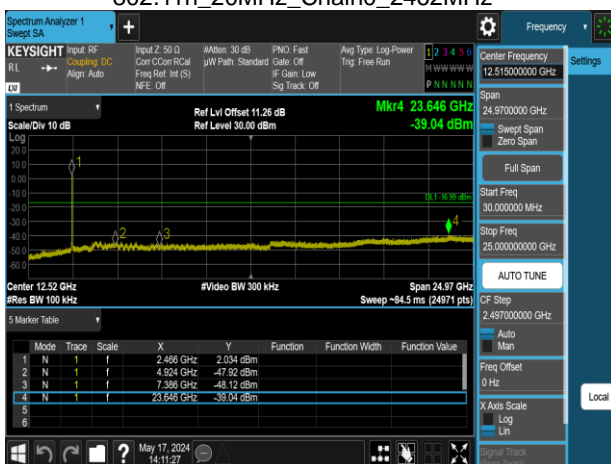 802.11n_20MHz_Chain0_2462MHz
Spectrum Analyzer 1
Swept SA
Frequency
KEYSIGHT
RL
Input: RF
Coupling: DC
Align: Auto
Input Z: 50 Ω
Corr CCorr RCal
Freq Ref: Int (S)
NFE: Off
#Atten: 30 dB
µW Path: Standard
PNO: Fast
Gate: Off
IF Gain: Low
Sig Track: Off
Avg Type: Log-Power
Trig: Free Run
1 2 3 4 5 6
M W W W W W
P N N N N N
1 Spectrum
Scale/Div 10 dB
Log
Ref Lvl Offset 11.26 dB
Ref Level 30.00 dBm
Mkr4 23.646 GHz
-39.04 dBm
20.0
10.0
0.00
-10.0
-20.0
-30.0
-40.0
-50.0
-60.0
1
2
3
4
DL1 -16.99 dBm
Center 12.52 GHz
#Res BW 100 kHz
#Video BW 300 kHz
Span 24.97 GHz
Sweep ~84.5 ms (24971 pts)
5 Marker Table
Mode Trace Scale X Y Function Function Width Function Value
1 N 1 f 2.466 GHz 2.034 dBm
2 N 1 f 4.924 GHz -47.92 dBm
3 N 1 f 7.386 GHz -48.12 dBm
4 N 1 f 23.646 GHz -39.04 dBm
5
6
May 17, 2024
14:11:27
Center Frequency
12.515000000 GHz
Settings
Span
24.9700000 GHz
Swept Span
Zero Span
Full Span
Start Freq
30.000000 MHz
Stop Freq
25.000000000 GHz
AUTO TUNE
CF Step
2.497000000 GHz
Auto
Man
Freq Offset
0 Hz
X Axis Scale
Log
Lin
Local
Signal Track